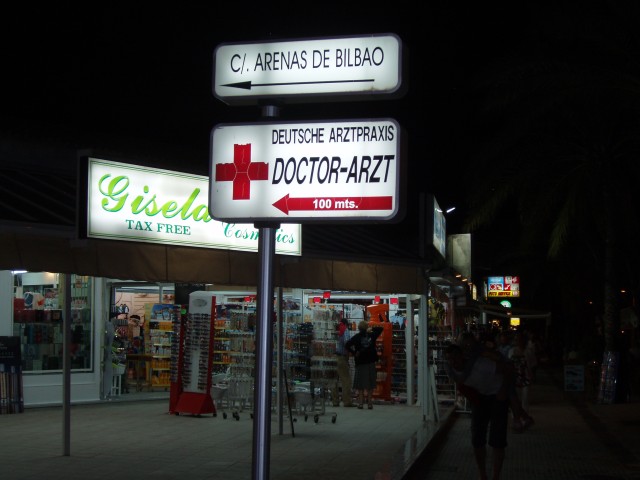 C/. ARENAS DE BILBAO
DEUTSCHE ARZTPRAXIS
DOCTOR-ARZT
100 mts.
Gisela
TAX FREE
Cosmetics